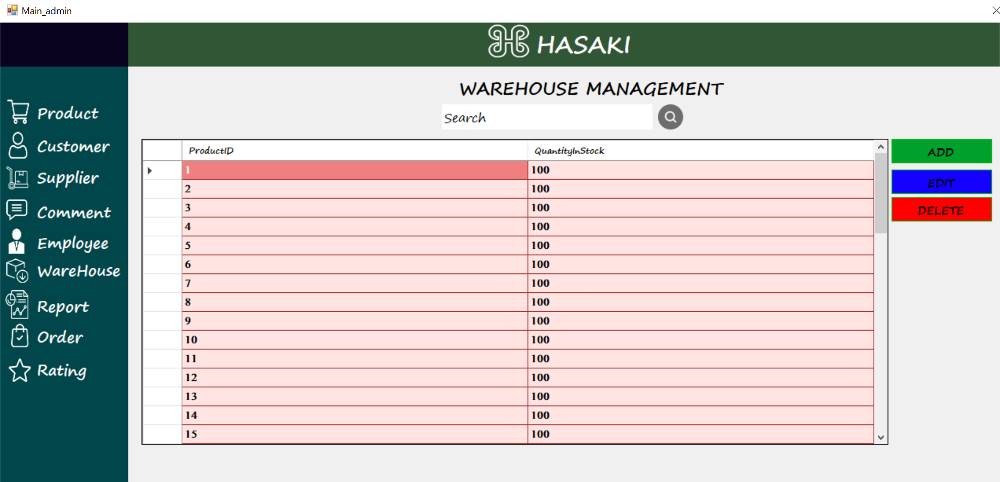 Main_admin
HASAKI
WAREHOUSE MANAGEMENT
Search
Product
Customer
Supplier
Comment
Employee
WareHouse
Report
Order
Rating
ProductID QuantityInStock
1 100
2 100
3 100
4 100
5 100
6 100
7 100
8 100
9 100
10 100
11 100
12 100
13 100
14 100
15 100
ADD
EDIT
DELETE